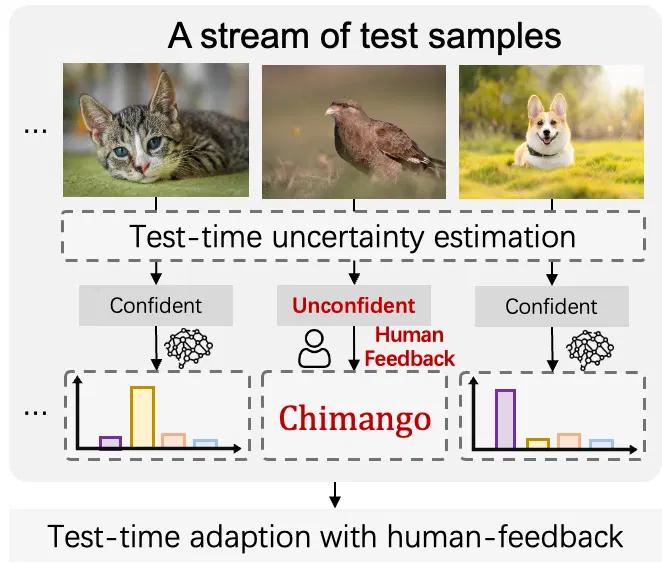 A stream of test samples
...
Test-time uncertainty estimation
Confident
Unconfident
Confident
Human
Feedback
...
Chimango
Test-time adaption with human-feedback